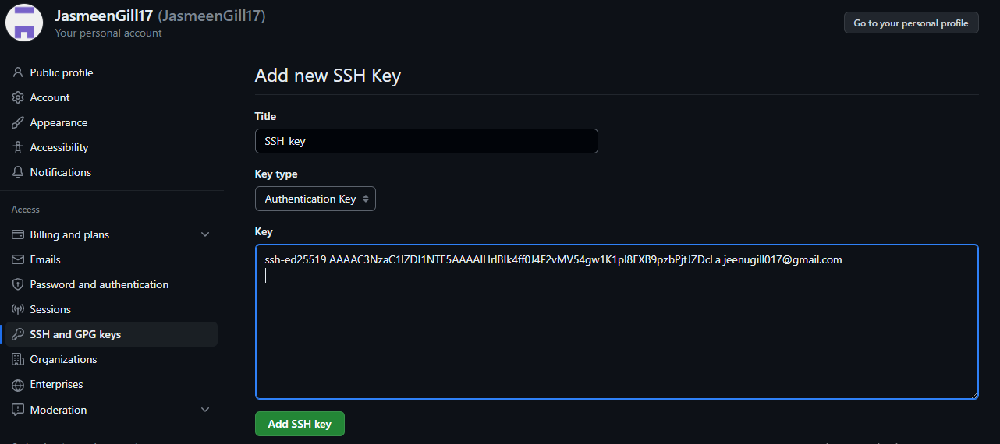 JasmeenGill17 (JasmeenGill17)
Your personal account
Go to your personal profile
Public profile
Account
Appearance
Accessibility
Notifications
Access
Billing and plans
Emails
Password and authentication
Sessions
SSH and GPG keys
Organizations
Enterprises
Moderation
Add new SSH Key
Title
SSH_key
Key type
Authentication Key
Key
ssh-ed25519 AAAAC3NzaC1lZDI1NTE5AAAAIHrIBIk4ff0J4F2vMV54gw1K1pI8EXB9pzbPjtJZDcLa jeenugill017@gmail.com
Add SSH key